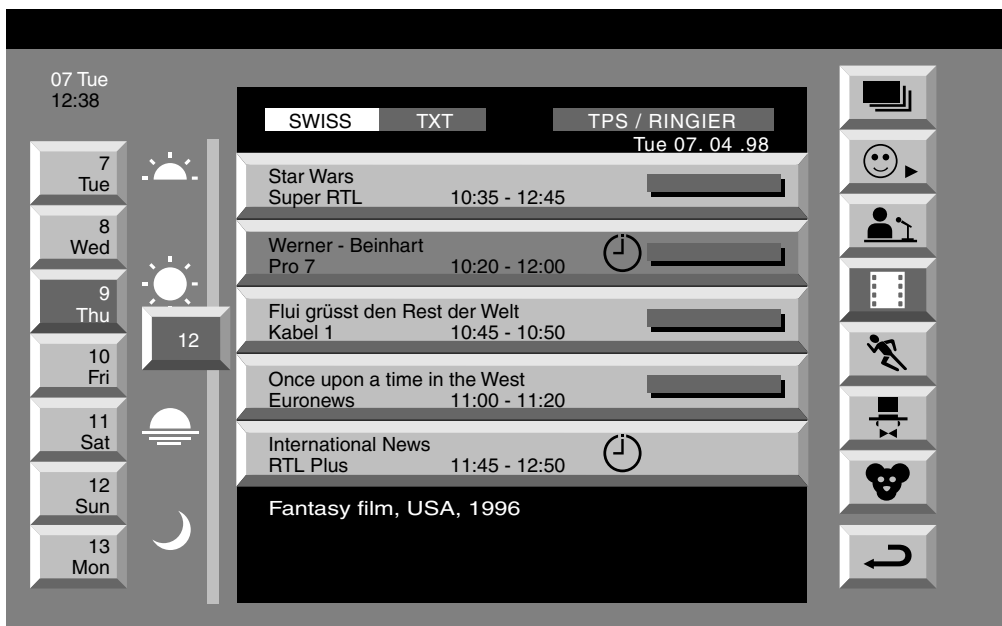 07 Tue
12:38
SWISS TXT TPS / RINGIER
Tue 07. 04 .98
7
Tue
8
Wed
9
Thu
10
Fri
11
Sat
12
Sun
13
Mon
12
Star Wars
Super RTL 10:35 - 12:45
Werner - Beinhart
Pro 7 10:20 - 12:00
Flui grüsst den Rest der Welt
Kabel 1 10:45 - 10:50
Once upon a time in the West
Euronews 11:00 - 11:20
International News
RTL Plus 11:45 - 12:50
Fantasy film, USA, 1996